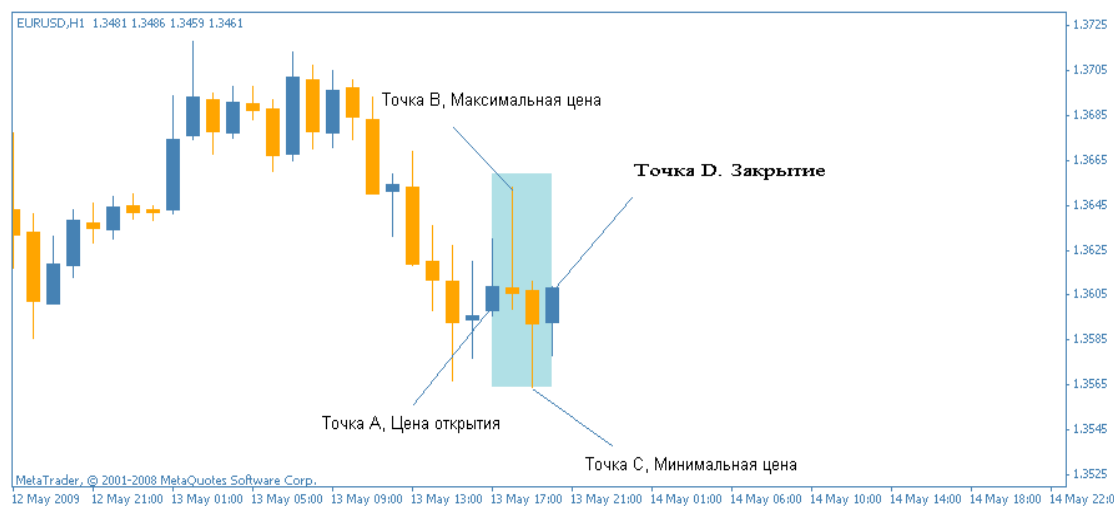 EURUSD,H1 1.3481 1.3486 1.3459 1.3461
1.3725
1.3705
Точка В, Максимальная цена
1.3685
Точка D. Закрытие
1.3665
1.3645
1.3625
1.3605
1.3585
1.3565
Точка А, Цена открытия
1.3545
Точка С, Минимальная цена
MetaTrader, © 2001-2008 MetaQuotes Software Corp.
1.3525
12 May 2009 12 May 21:00 13 May 01:00 13 May 05:00 13 May 09:00 13 May 13:00 13 May 17:00 13 May 21:00 14 May 01:00 14 May 06:00 14 May 10:00 14 May 14:00 14 May 18:00 14 May 22:0